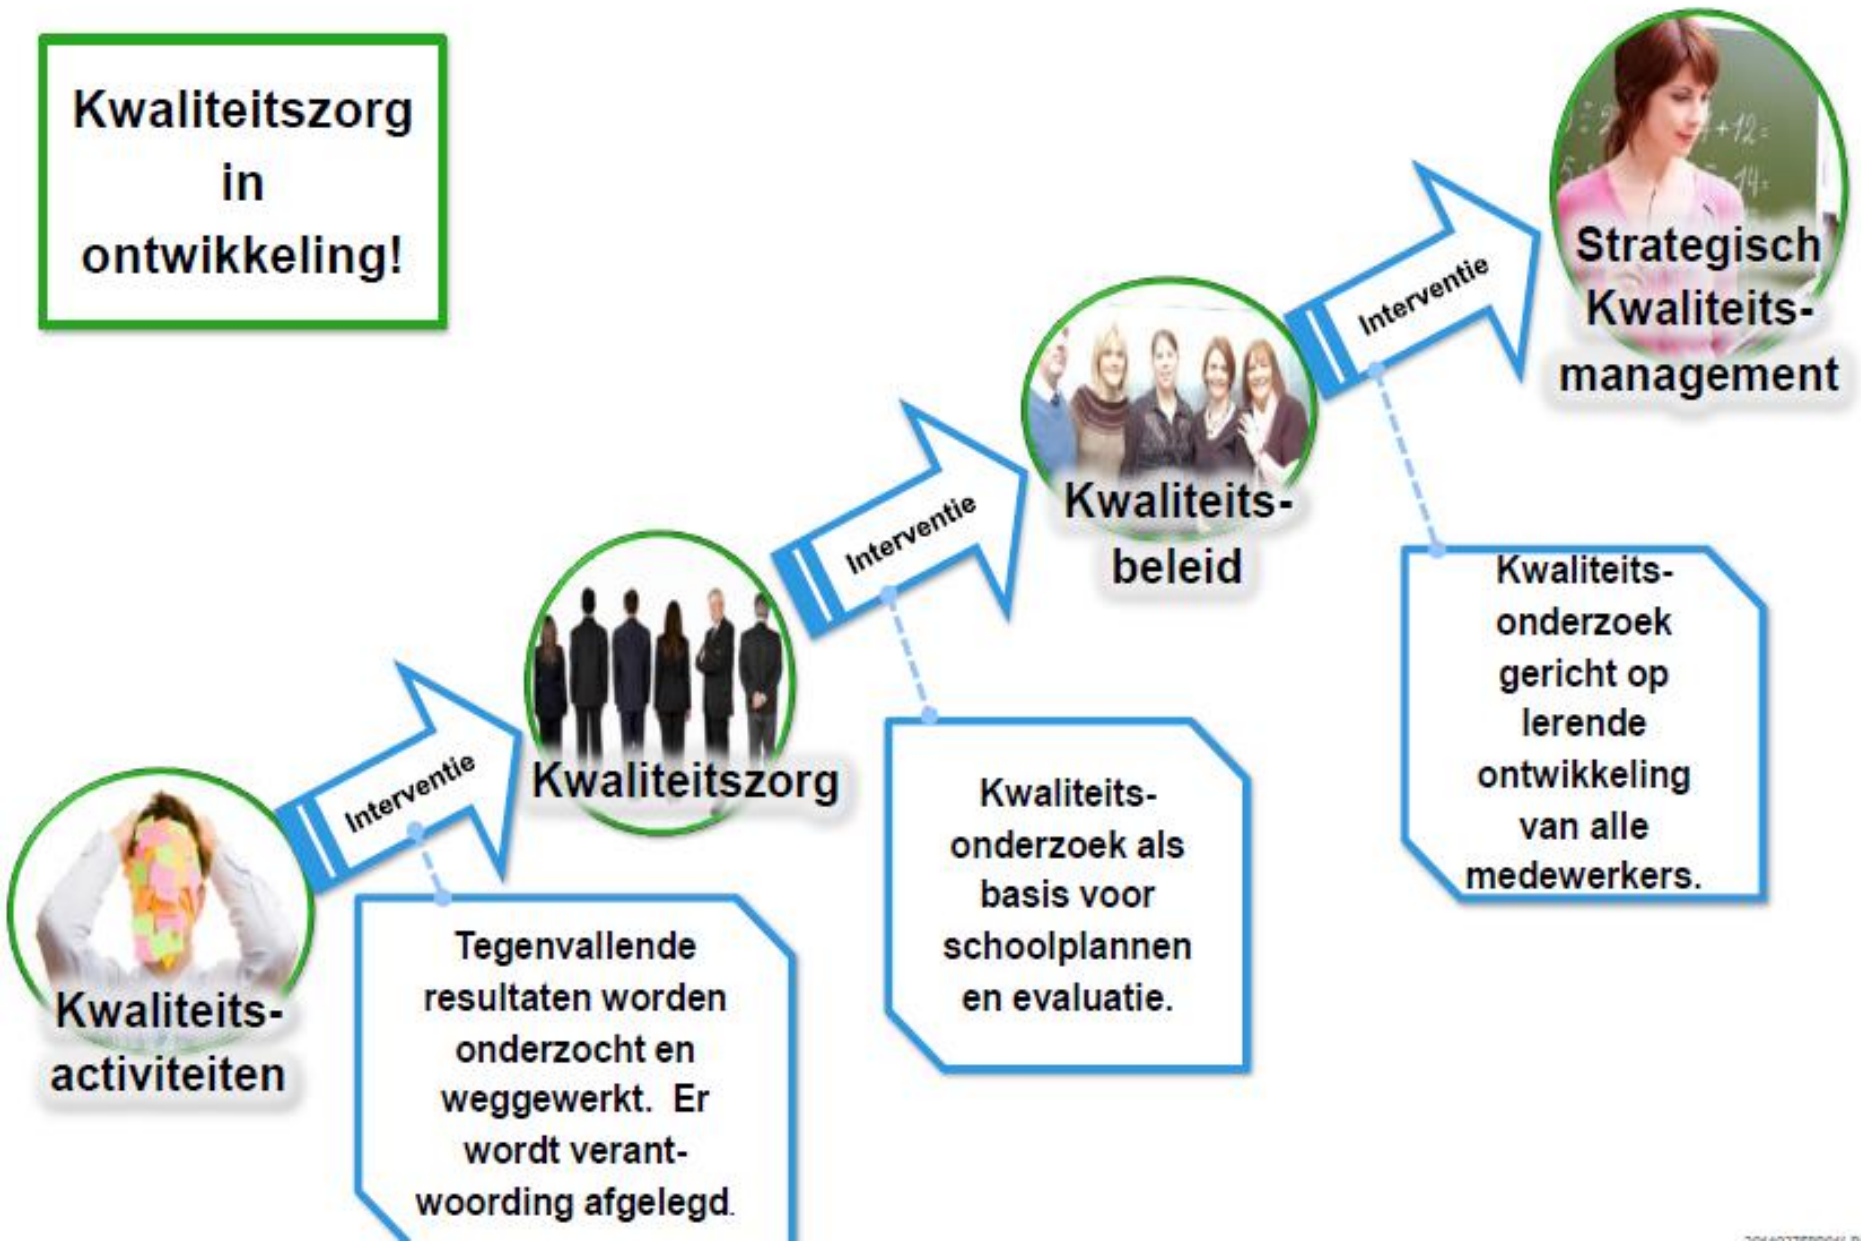 Kwaliteitszorg
in
ontwikkeling!
Strategisch
Kwaliteits-
management
Interventie
Kwaliteits-
beleid
Interventie
Kwaliteitszorg
Interventie
Kwaliteits-
activiteiten
Tegenvallende
resultaten worden
onderzocht en
weggewerkt. Er
wordt verant-
woording afgelegd.
Kwaliteits-
onderzoek als
basis voor
schoolplannen
en evaluatie.
Kwaliteits-
onderzoek
gericht op
lerende
ontwikkeling
van alle
medewerkers.